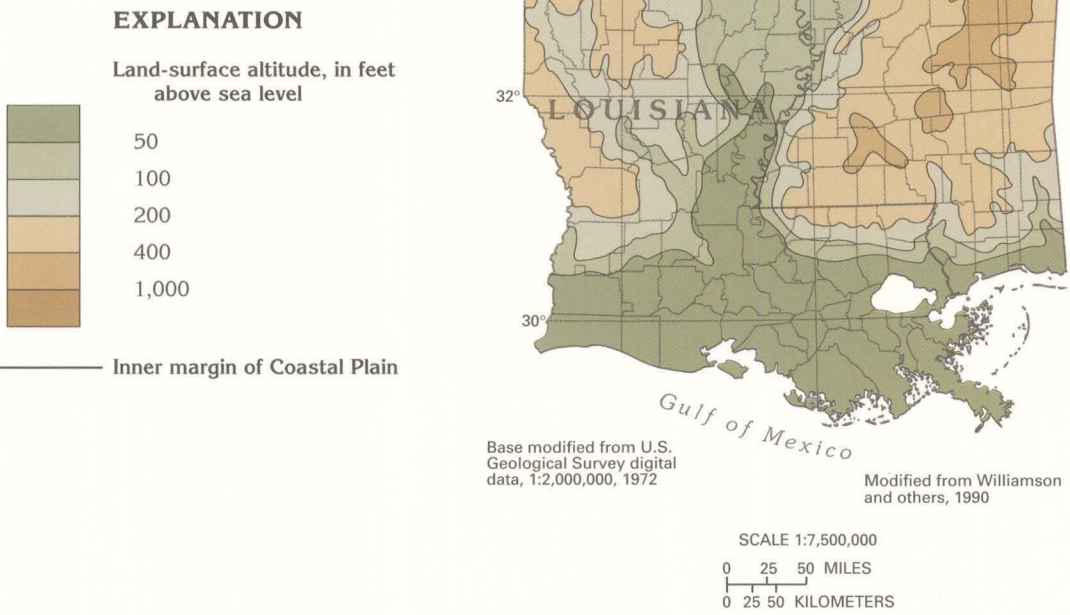 EXPLANATION
Land-surface altitude, in feet
above sea level
50
100
200
400
1,000
Inner margin of Coastal Plain
32°
LOUISIANA
30°
Gulf of Mexico
Base modified from U.S.
Geological Survey digital
data, 1:2,000,000, 1972
Modified from Williamson
and others, 1990
SCALE 1:7,500,000
0 25 50 MILES
0 25 50 KILOMETERS